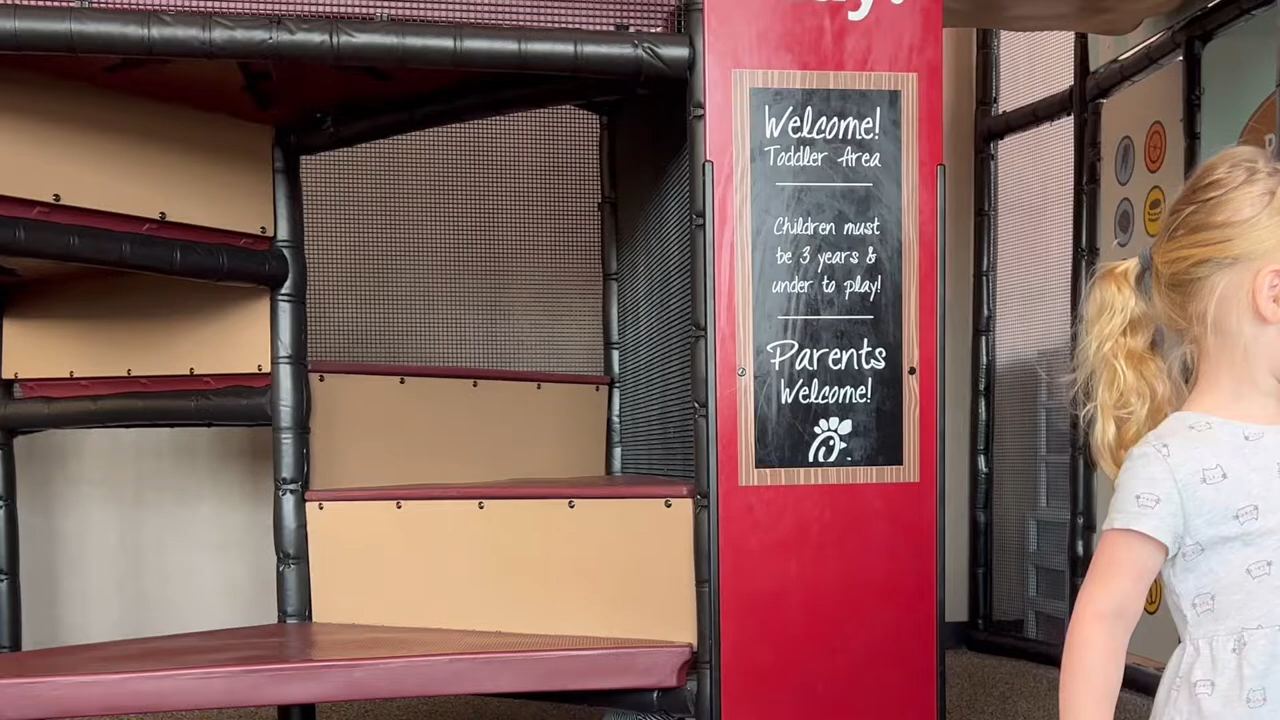 Welcome!
Toddler Area
Children must
be 3 years &
under to play!
Parents
Welcome!